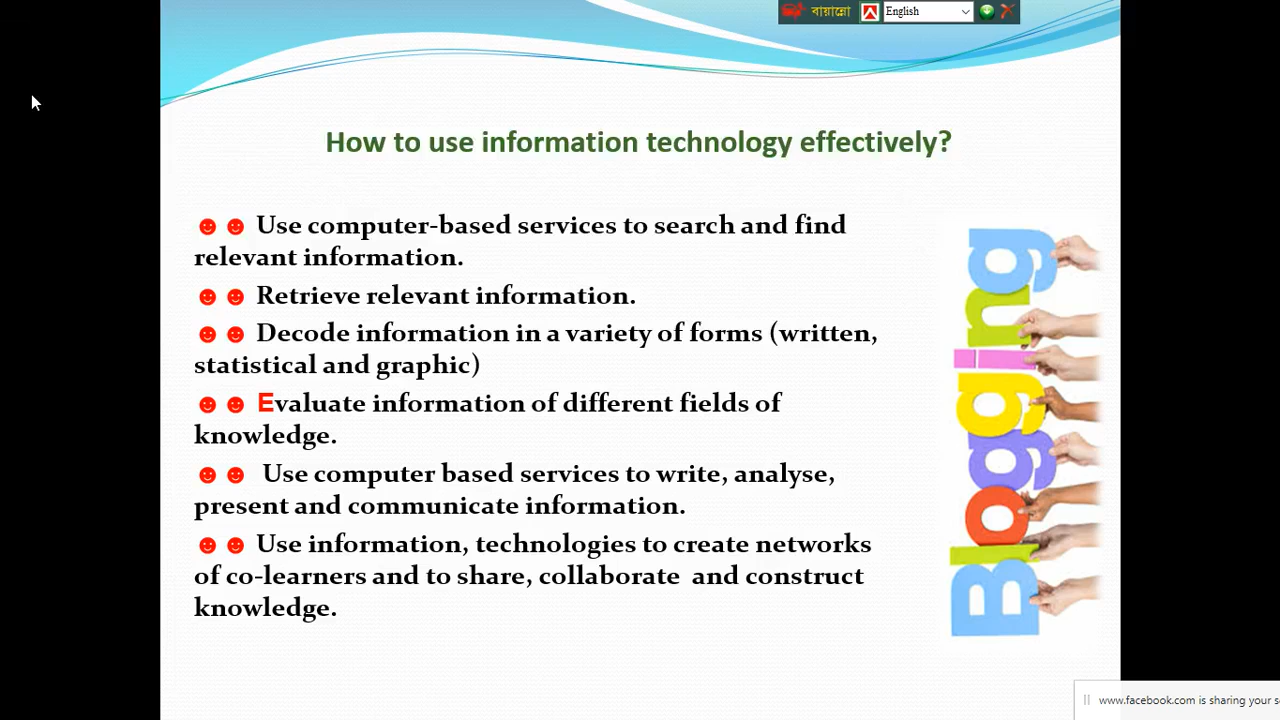 বায়ান্নো English
How to use information technology effectively?
☻☻ Use computer-based services to search and find
relevant information.
☻☻ Retrieve relevant information.
☻☻ Decode information in a variety of forms (written,
statistical and graphic)
☻☻ Evaluate information of different fields of
knowledge.
☻☻ Use computer based services to write, analyse,
present and communicate information.
☻☻ Use information, technologies to create networks
of co-learners and to share, collaborate and construct
knowledge.
Blogging
www.facebook.com is sharing your s